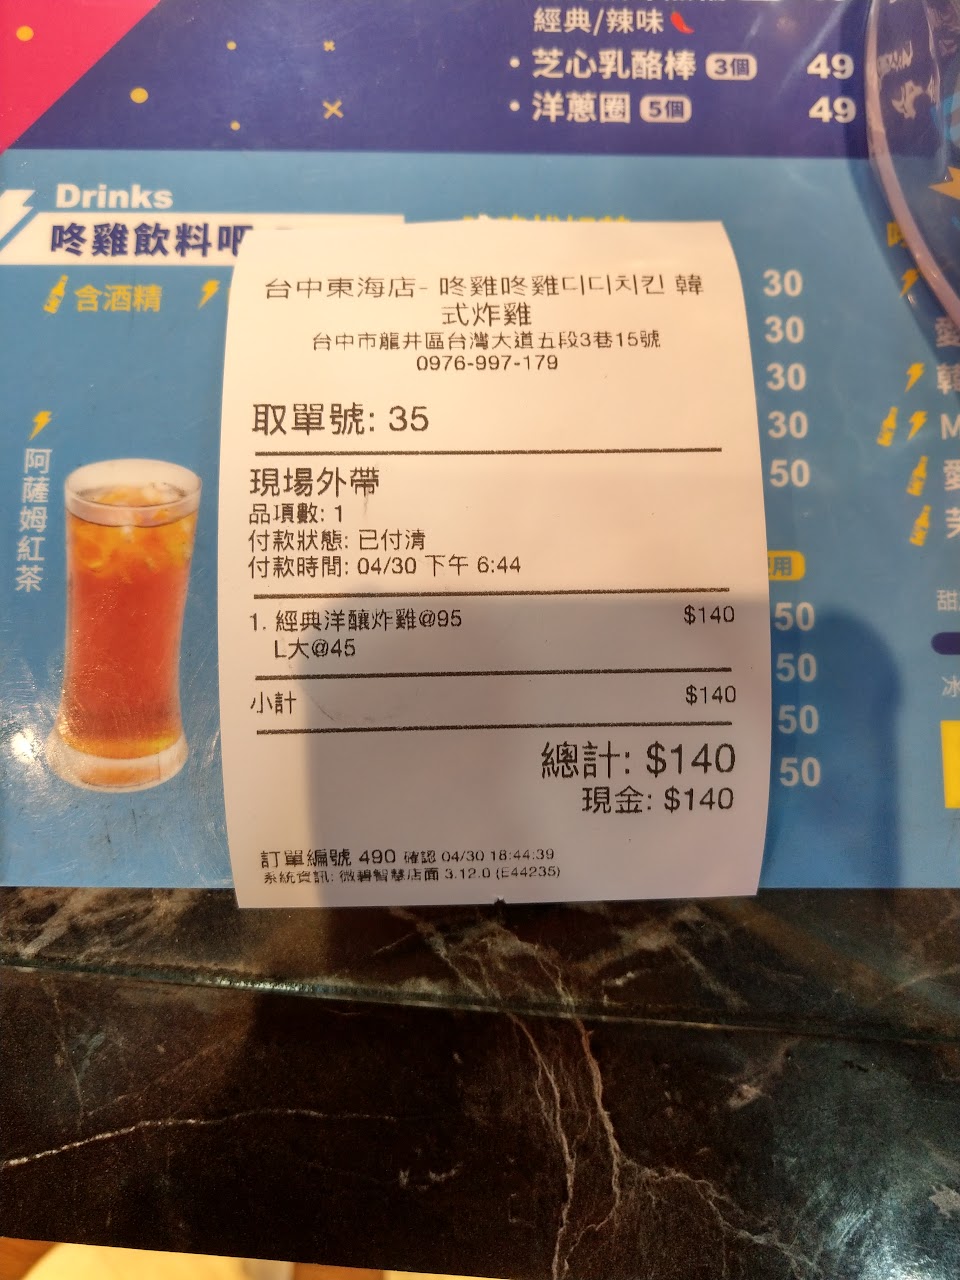 經典/辣味
・芝心乳酪棒 3個 49
・洋蔥圈 5個 49
Drinks
咚雞飲料吧
含酒精
阿薩姆紅茶
台中東海店- 咚雞咚雞디디치킨 韓
式炸雞
台中市龍井區台灣大道五段3巷15號
0976-997-179
取單號: 35
現場外帶
品項數: 1
付款狀態: 已付清
付款時間: 04/30 下午 6:44
1. 經典洋釀炸雞@95 $140
L大@45
小計 $140
總計: $140
現金: $140
訂單編號 490 確認 04/30 18:44:39
系統資訊: 微碧智慧店面 3.12.0 (E44235)
30
30
30
30
50
用
50
50
50
50
韓
M
愛
甜
冰